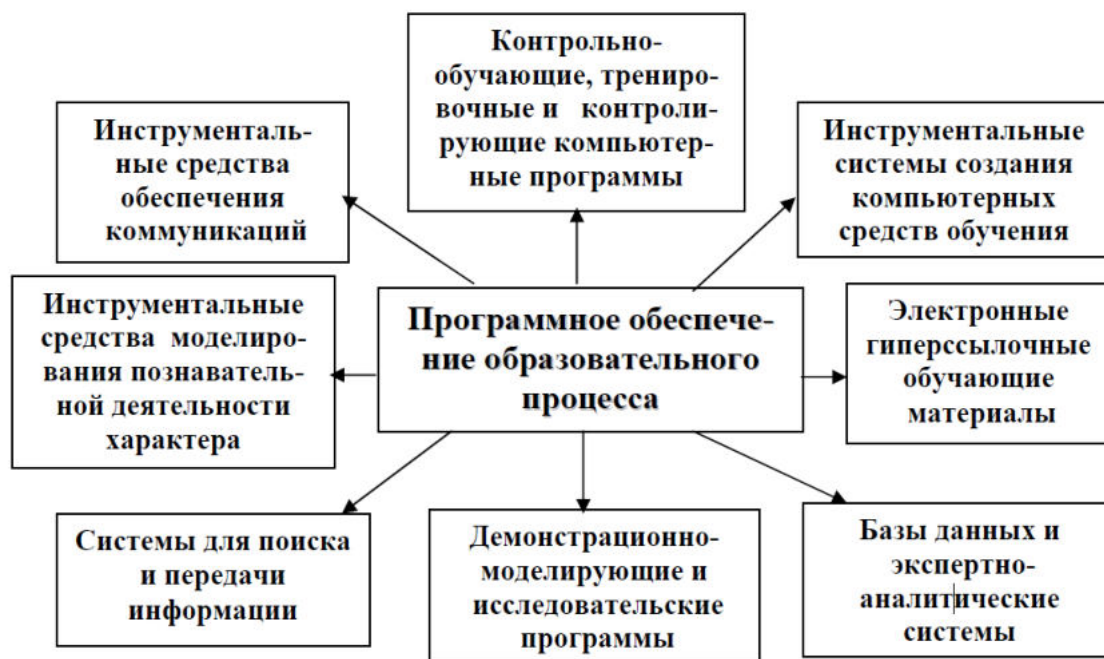 Контрольно-
обучающие, трениро-
вочные и контроли-
рующие компьютер-
ные программы
Инструменталь-
ные средства
обеспечения
коммуникаций
Инструментальные
системы создания
компьютерных
средств обучения
Инструментальные
средства моделиро-
вания познаватель-
ной деятельности
характера
Программное обеспече-
ние образовательного
процесса
Электронные
гиперссылочные
обучающие
материалы
Системы для поиска
и передачи
информации
Демонстрационно-
моделирующие и
исследовательские
программы
Базы данных и
экспертно-
аналитические
системы